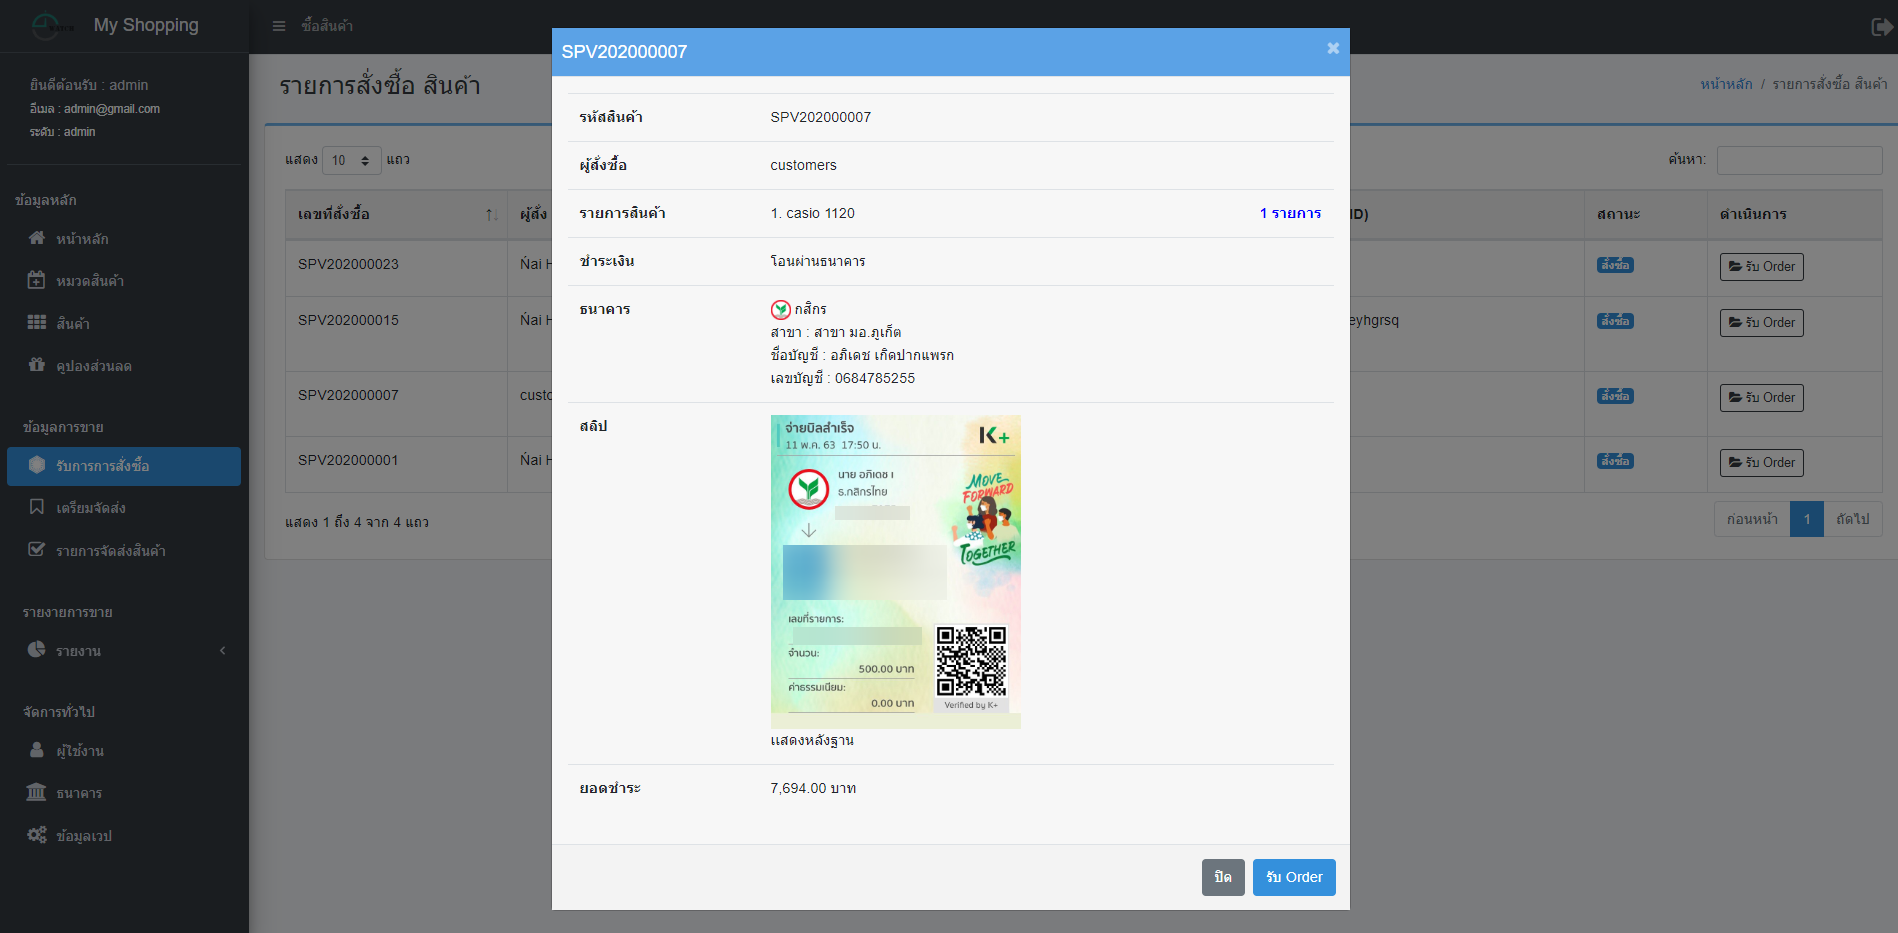 My Shopping
ซื้อสินค้า
ยินดีต้อนรับ : admin
อีเมล : admin@gmail.com
ระดับ : admin
ข้อมูลหลัก
หน้าหลัก
หมวดสินค้า
สินค้า
คูปองส่วนลด
ข้อมูลการขาย
รับการการสั่งซื้อ
เตรียมจัดส่ง
รายการจัดส่งสินค้า
รายงายการขาย
รายงาน
จัดการทั่วไป
ผู้ใช้งาน
ธนาคาร
ข้อมูลเวป
รายการสั่งซื้อ สินค้า
หน้าหลัก / รายการสั่งซื้อ สินค้า
แสดง 10 แถว
ค้นหา:
เลขที่สั่งซื้อ ผู้สั่ง ID) สถานะ ดำเนินการ
SPV202000023 Nai H สั่งซื้อ รับ Order
SPV202000015 Nai H eyhgrsq สั่งซื้อ รับ Order
SPV202000007 custo สั่งซื้อ รับ Order
SPV202000001 Nai H สั่งซื้อ รับ Order
แสดง 1 ถึง 4 จาก 4 แถว
ก่อนหน้า 1 ถัดไป
SPV202000007 ×
รหัสสินค้า SPV202000007
ผู้สั่งซื้อ customers
รายการสินค้า 1. casio 1120 1 รายการ
ชำระเงิน โอนผ่านธนาคาร
ธนาคาร กสิกร
สาขา : สาขา มอ.ภูเก็ต
ชื่อบัญชี : อภิเดช เกิดปากแพรก
เลขบัญชี : 0684785255
สลิป
จ่ายบิลสำเร็จ
11 พ.ค. 63 17:50 น.
K+
นาย อภิเดช เ
ธ.กสิกรไทย
MOVE
FORWARD
TOGETHER
เลขที่รายการ:
จำนวน:
500.00 บาท
ค่าธรรมเนียม:
0.00 บาท
Verified by K+
แสดงหลังฐาน
ยอดชำระ 7,694.00 บาท
ปิด
รับ Order